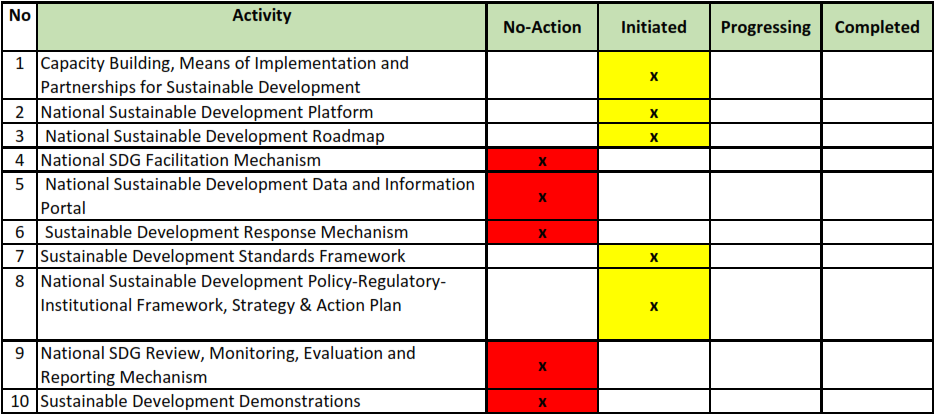 No Activity No-Action Initiated Progressing Completed
1 Capacity Building, Means of Implementation and
Partnerships for Sustainable Development x
2 National Sustainable Development Platform x
3 National Sustainable Development Roadmap x
4 National SDG Facilitation Mechanism x
5 National Sustainable Development Data and Information
Portal x
6 Sustainable Development Response Mechanism x
7 Sustainable Development Standards Framework x
8 National Sustainable Development Policy-Regulatory-
Institutional Framework, Strategy & Action Plan x
9 National SDG Review, Monitoring, Evaluation and
Reporting Mechanism x
10 Sustainable Development Demonstrations x